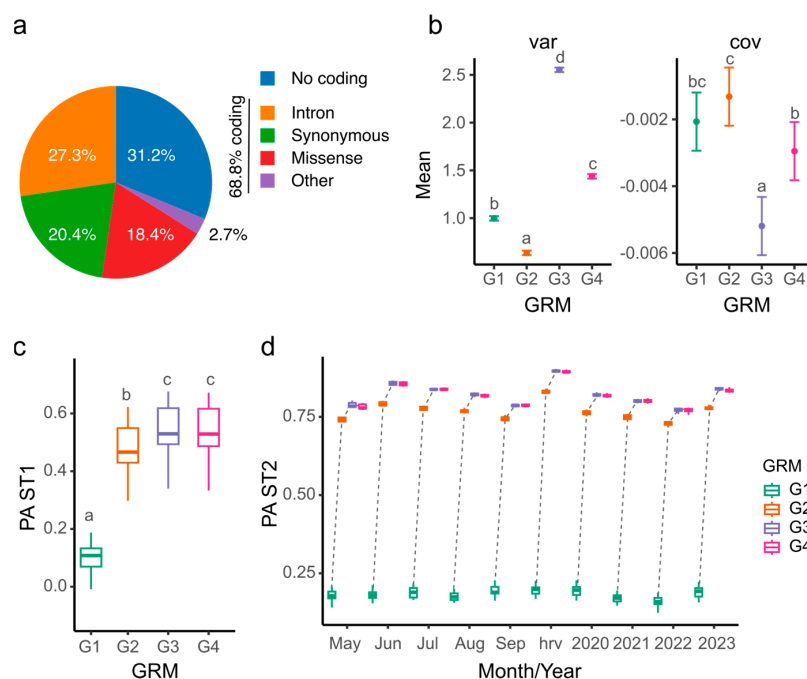 a
No coding
Intron
Synonymous
Missense
Other
68.8% coding
27.3%
31.2%
20.4%
18.4%
2.7%
b
var
cov
Mean
2.5
2.0
1.5
1.0
b
a
d
c
G1 G2 G3 G4
GRM
-0.002
-0.004
-0.006
bc
c
a
b
G1 G2 G3 G4
GRM
c
PA ST1
0.6
0.4
0.2
0.0
a
b
c
c
G1 G2 G3 G4
GRM
d
PA ST2
0.75
0.50
0.25
May Jun Jul Aug Sep hrv 2020 2021 2022 2023
Month/Year
GRM
G1
G2
G3
G4